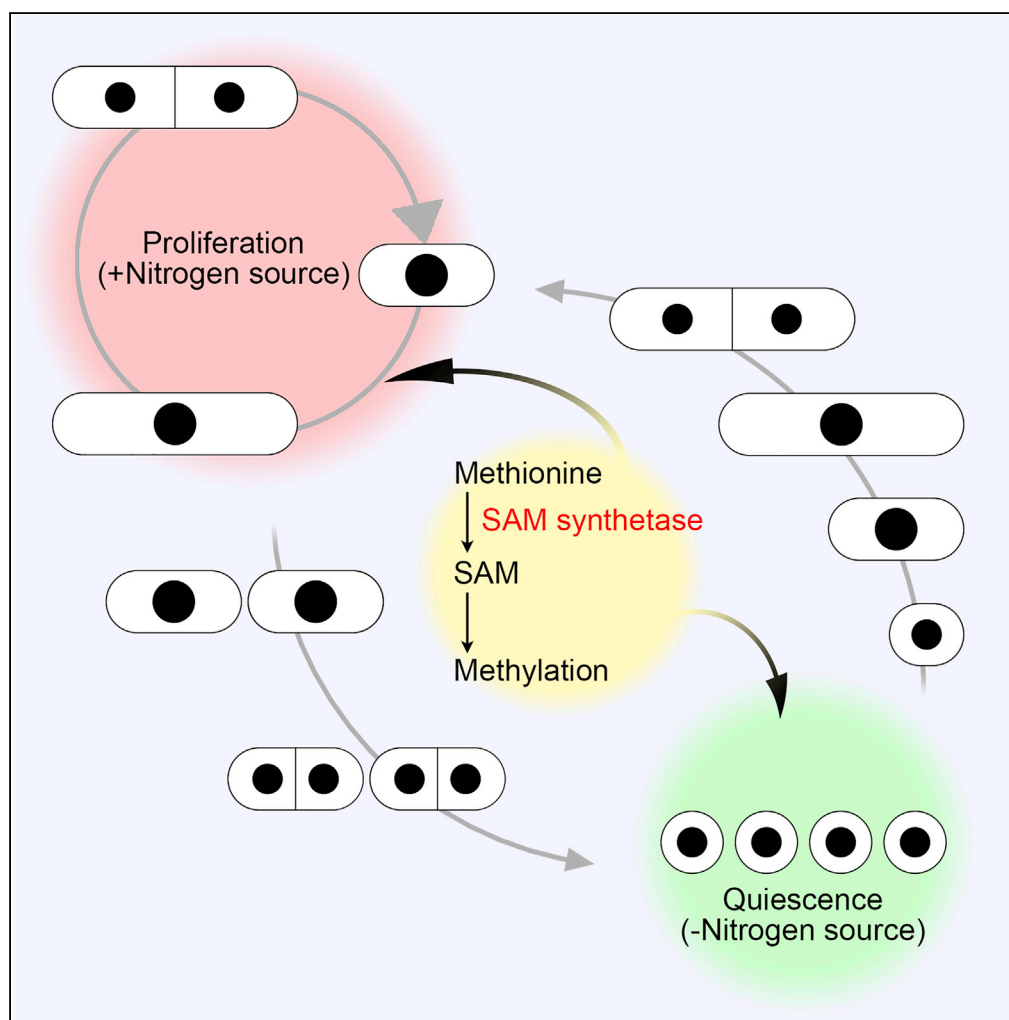 Proliferation
(+Nitrogen source)
Methionine
SAM synthetase
SAM
Methylation
Quiescence
(-Nitrogen source)